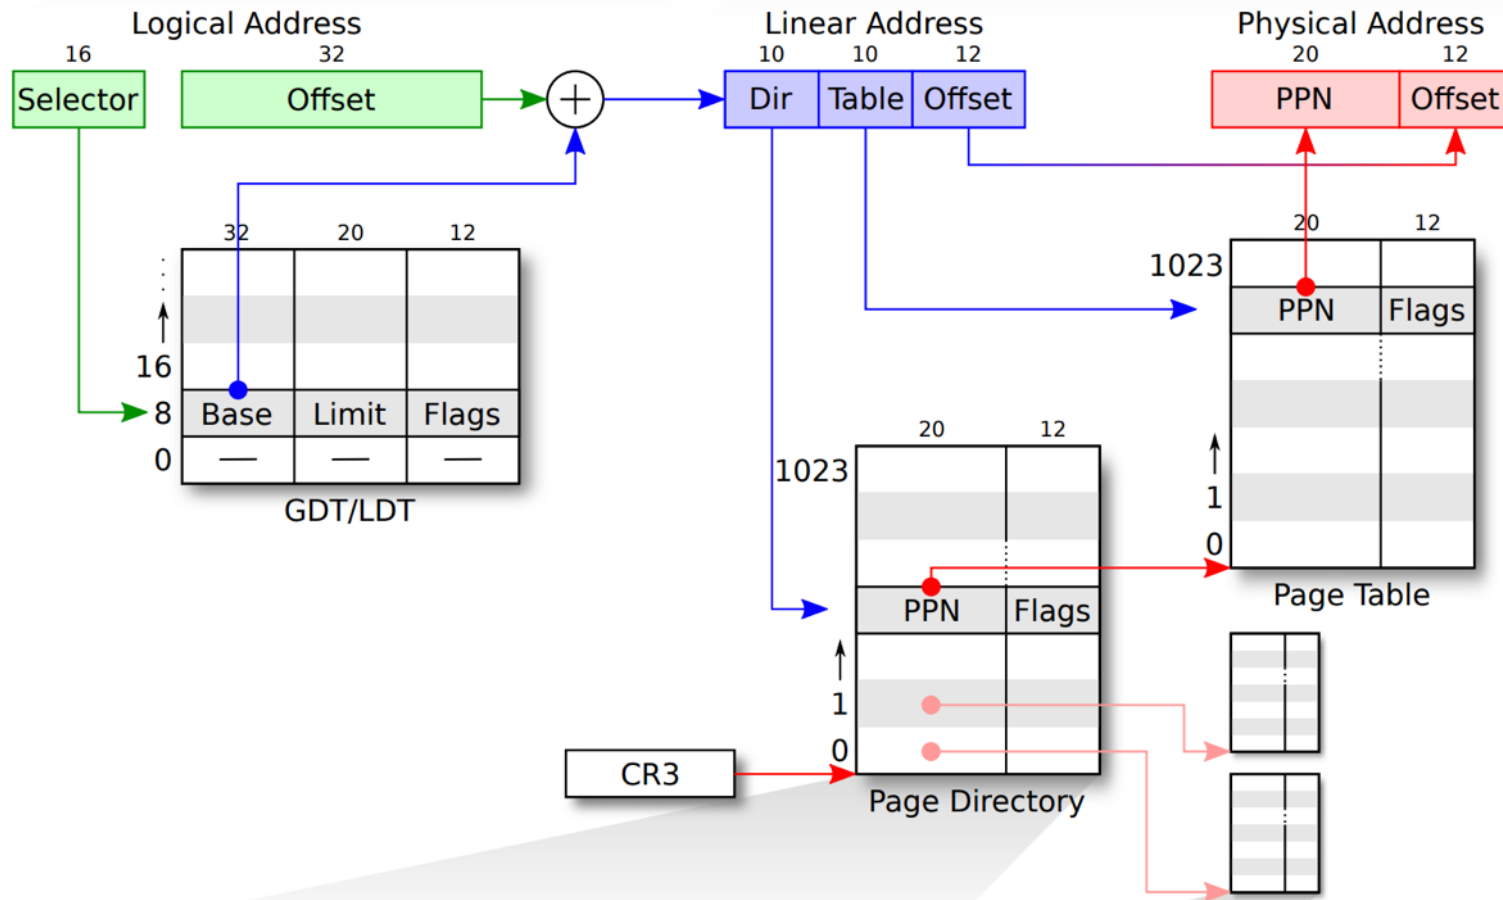 Logical Address
Linear Address
Physical Address
16
32
10
10
12
20
12
Selector
Offset
+
Dir
Table
Offset
PPN
Offset
32
20
12
16
8
Base
Limit
Flags
0
— — —
GDT/LDT
20
12
1023
PPN
Flags
1
0
Page Table
20
12
1023
PPN
Flags
1
0
CR3
Page Directory